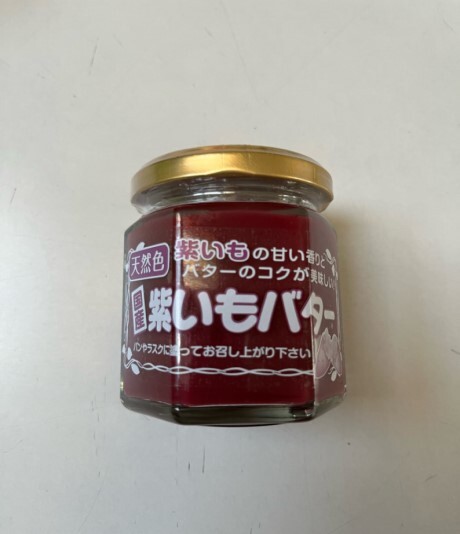 天然色
紫いもの甘い香りと
バターのコクが美味しい
国産
紫いもバター
パンやラスクに塗ってお召し上がり下さい